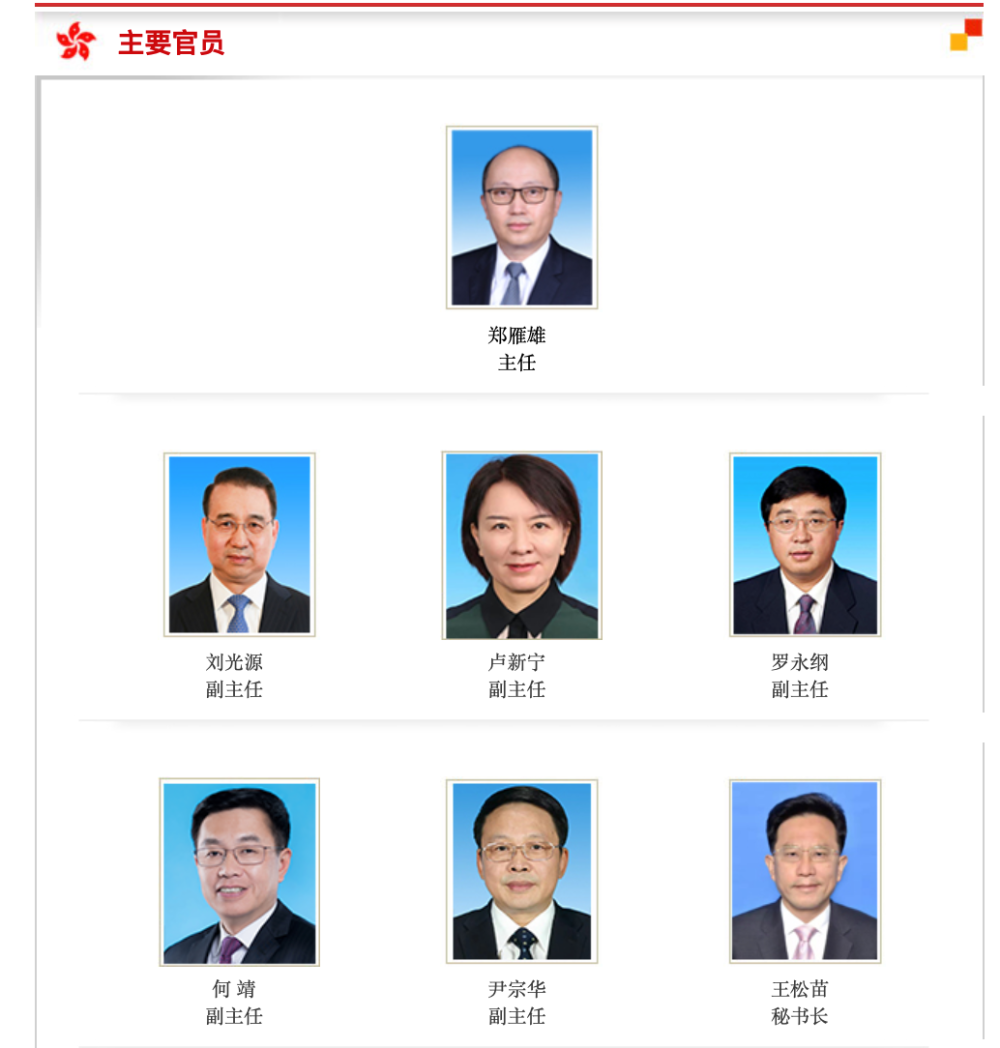 主要官员
郑雁雄
主任
刘光源 卢新宁 罗永纲
副主任 副主任 副主任
何 靖 尹宗华 王松苗
副主任 副主任 秘书长